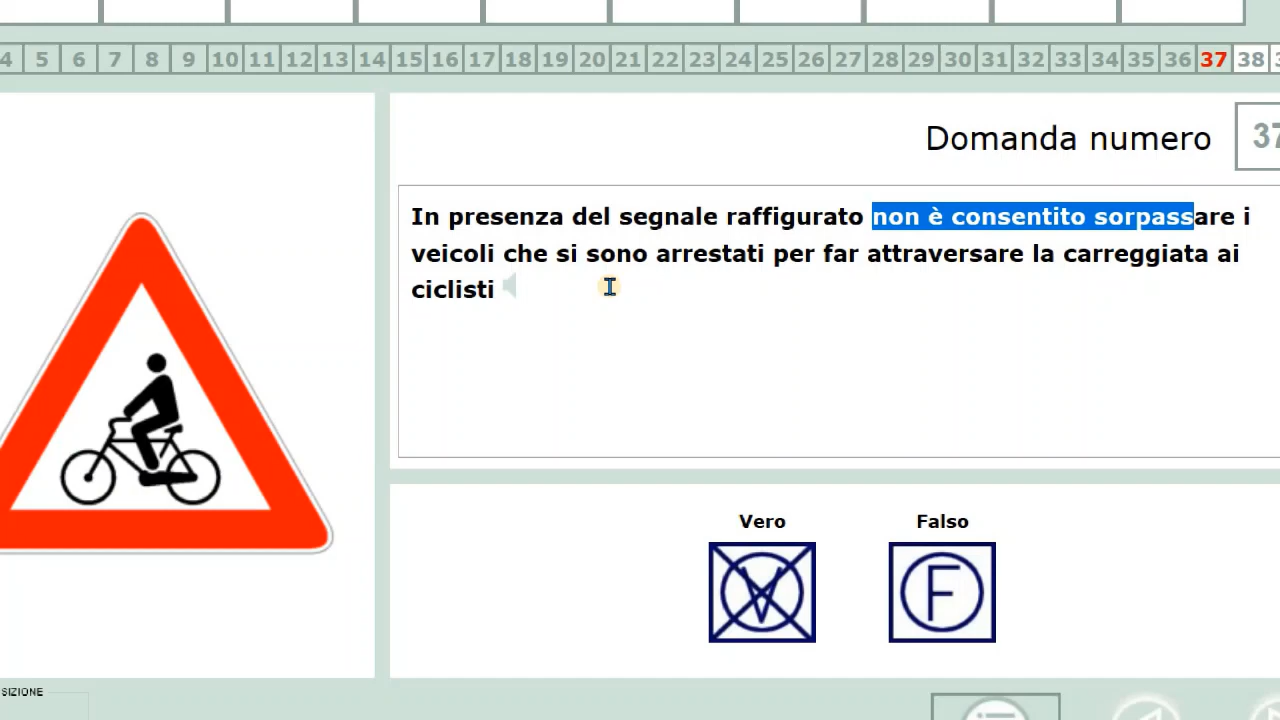 4 5 6 7 8 9 10 11 12 13 14 15 16 17 18 19 20 21 22 23 24 25 26 27 28 29 30 31 32 33 34 35 36 37 38
Domanda numero 37
In presenza del segnale raffigurato non è consentito sorpassare i
veicoli che si sono arrestati per far attraversare la carreggiata ai
ciclisti
Vero Falso
V F
SIZIONE